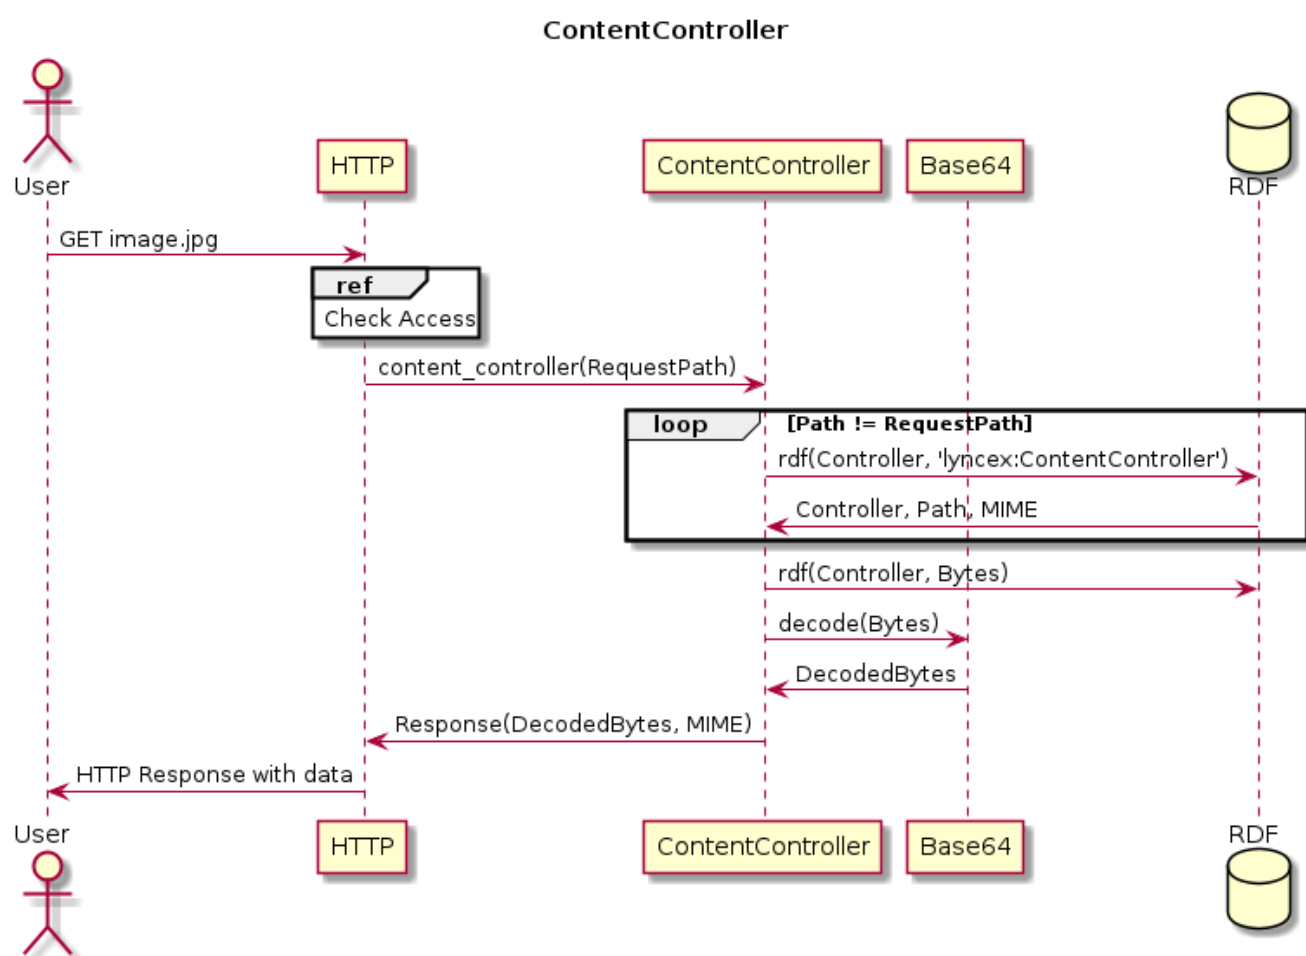 ContentController
User
HTTP
ContentController
Base64
RDF
GET image.jpg
ref
Check Access
content_controller(RequestPath)
loop
[Path != RequestPath]
rdf(Controller, 'lyncex:ContentController')
Controller, Path, MIME
rdf(Controller, Bytes)
decode(Bytes)
DecodedBytes
Response(DecodedBytes, MIME)
HTTP Response with data
User
HTTP
ContentController
Base64
RDF